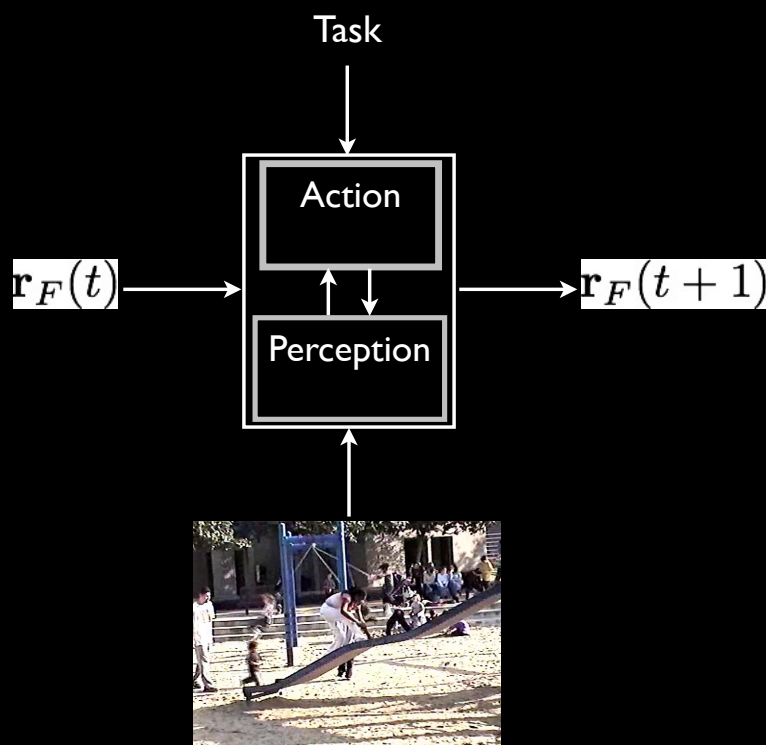 Task
Action
r_F(t)
r_F(t + 1)
Perception